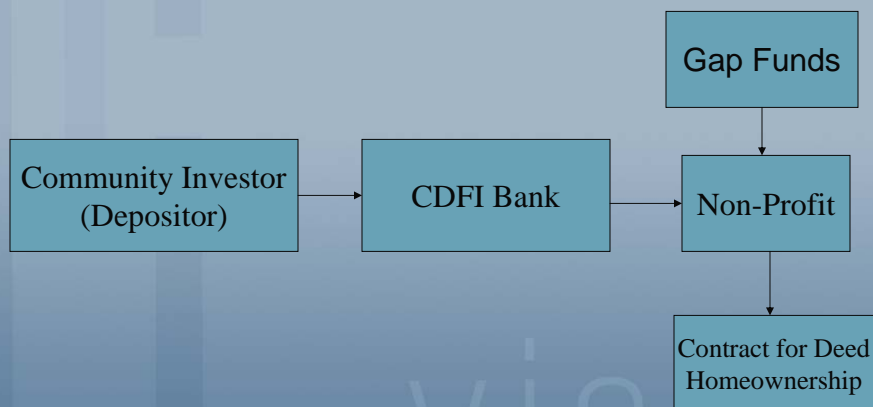 Gap Funds
Community Investor
(Depositor)
CDFI Bank
Non-Profit
Contract for Deed
Homeownership